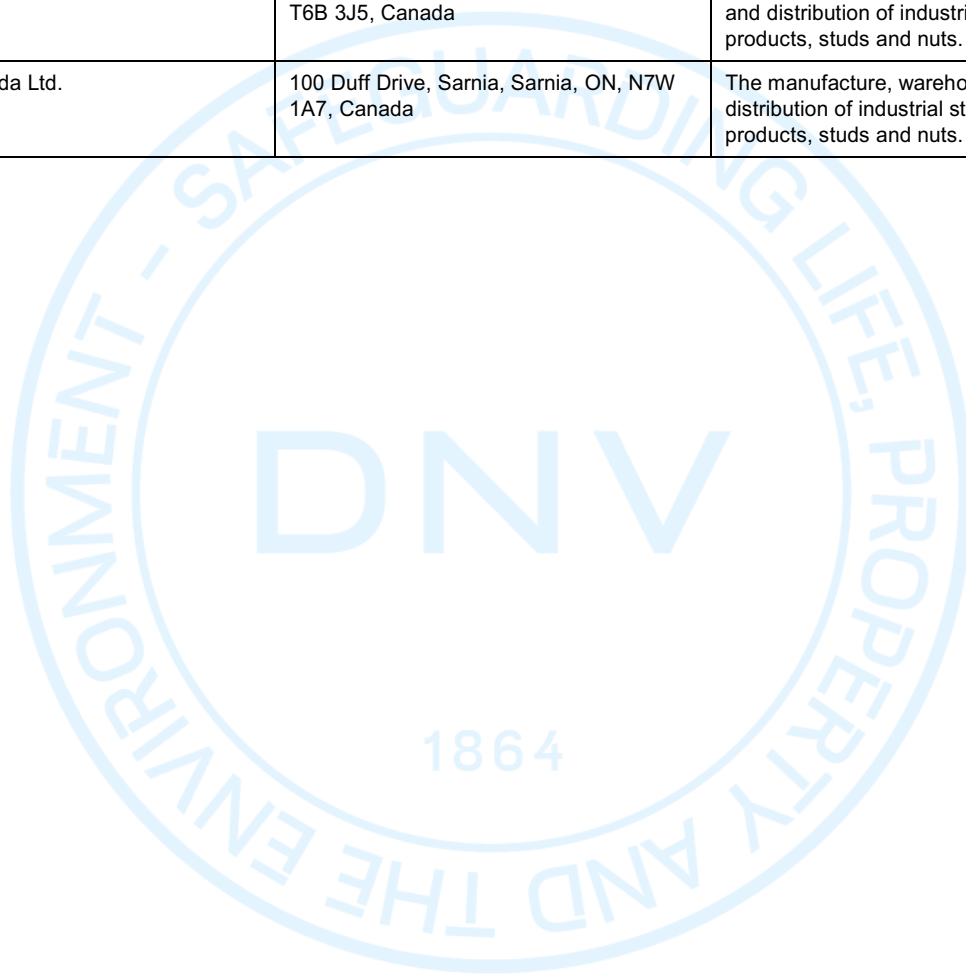 T6B 3J5, Canada
and distribution of industri
products, studs and nuts.
da Ltd.
100 Duff Drive, Sarnia, Sarnia, ON, N7W
1A7, Canada
The manufacture, wareho
distribution of industrial st
products, studs and nuts.
SAFEGUARDING LIFE, PROPERTY AND THE ENVIRONMENT -
DNV
1864